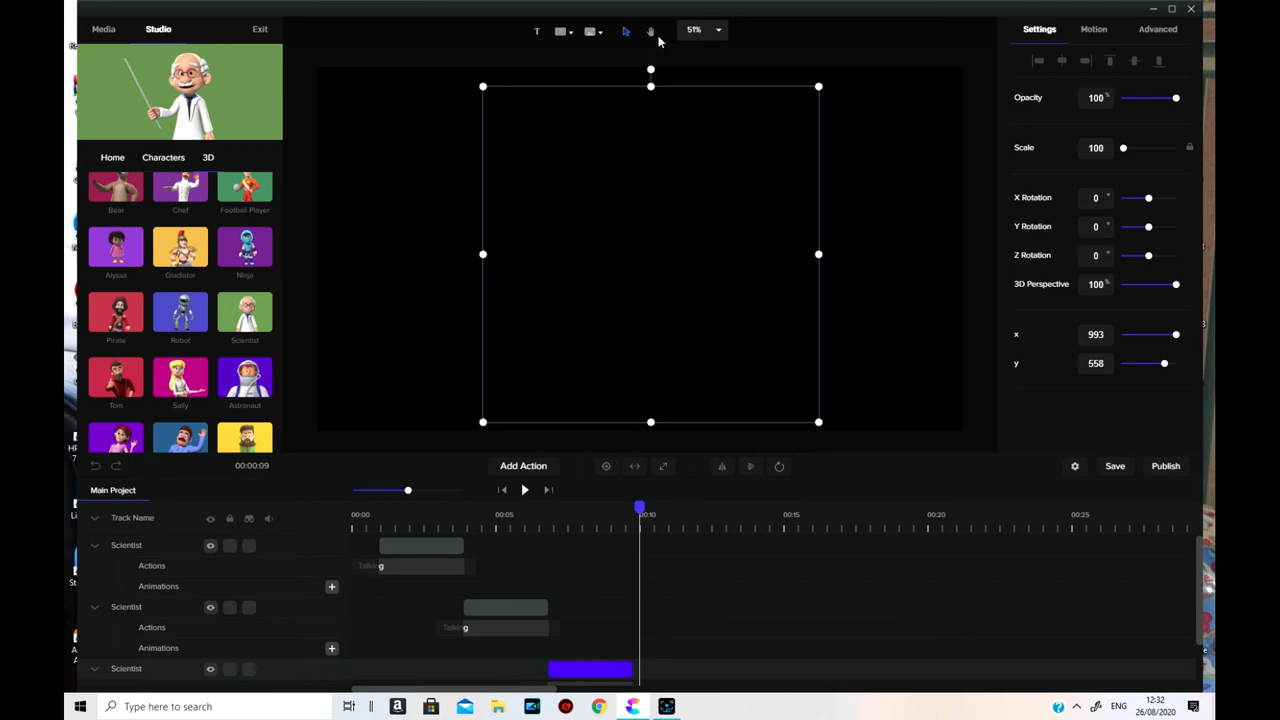 Media Studio Exit
T 51%
Settings Motion Advanced
Opacity 100 %
Scale 100
X Rotation 0 °
Y Rotation 0 °
Z Rotation 0 °
3D Perspective 100 %
x 993
y 558
Home Characters 3D
Bear Chef Football Player
Alyssa Gladiator Ninja
Pirate Robot Scientist
Tom Sally Astronaut
00:00:09
Add Action
Save Publish
Main Project
Track Name
00:00 00:05 00:10 00:15 00:20 00:25
Scientist
Actions Talking
Animations +
Scientist
Actions Talking
Animations +
Scientist
Type here to search
12:32
26/08/2020